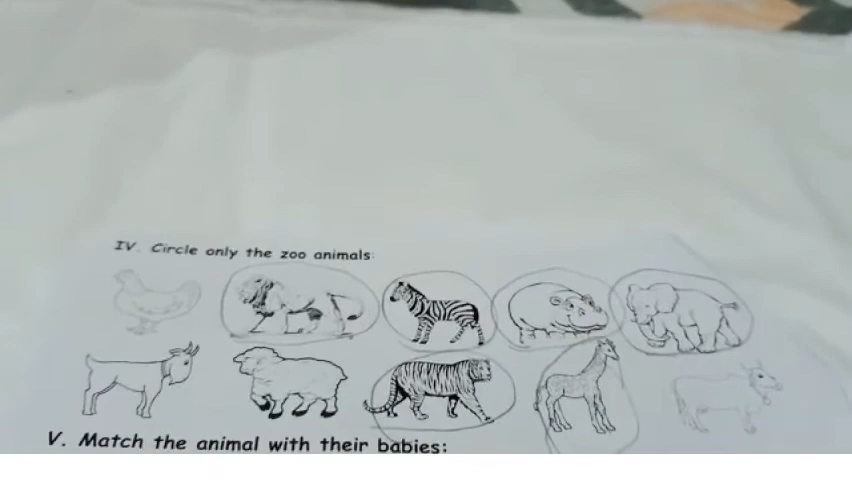 IV. Circle only the zoo animals:
V. Match the animal with their babies: